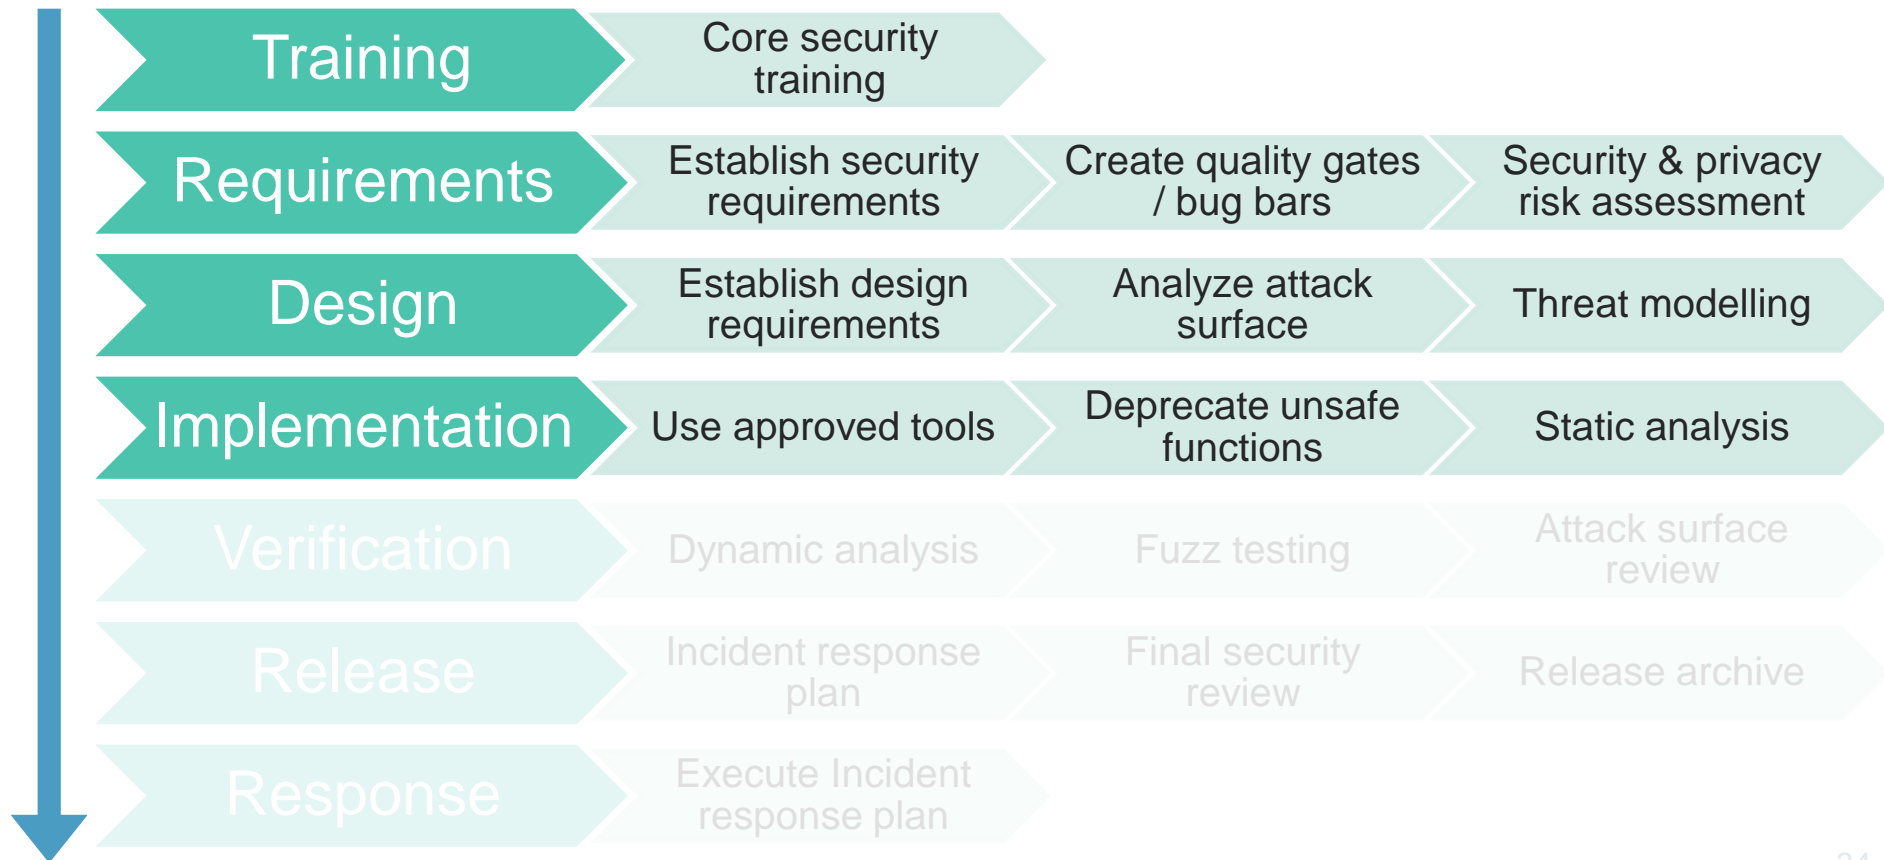 Training
Core security
training
Requirements
Establish security
requirements
Create quality gates
/ bug bars
Security & privacy
risk assessment
Design
Establish design
requirements
Analyze attack
surface
Threat modelling
Implementation
Use approved tools
Deprecate unsafe
functions
Static analysis
Verification
Dynamic analysis
Fuzz testing
Attack surface
review
Release
Incident response
plan
Final security
review
Release archive
Response
Execute Incident
response plan
24